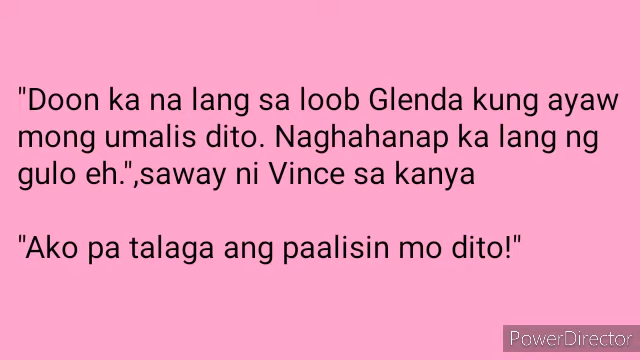 "Doon ka na lang sa loob Glenda kung ayaw
mong umalis dito. Naghahanap ka lang ng
gulo eh.",saway ni Vince sa kanya
"Ako pa talaga ang paalisin mo dito!"
PowerDirector